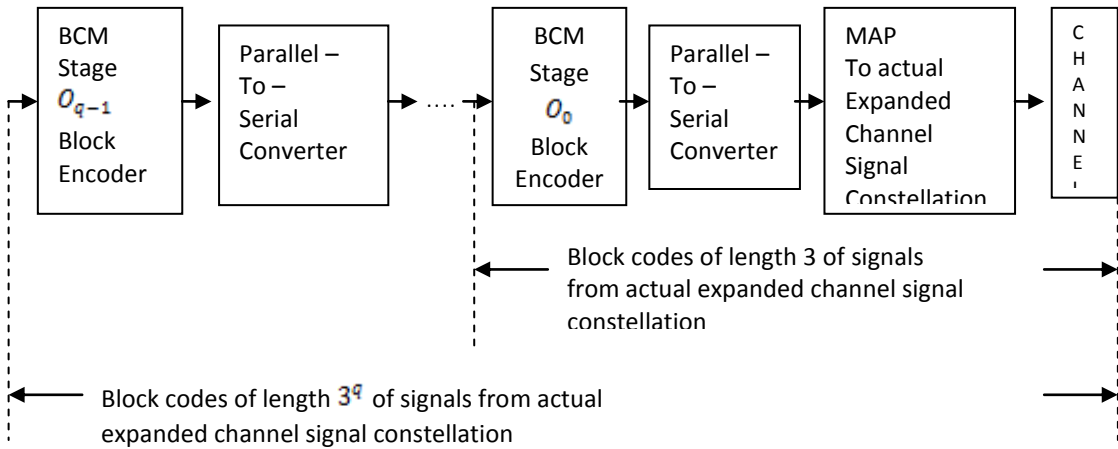 BCM
Stage
O_{q-1}
Block
Encoder
Parallel –
To –
Serial
Converter
....
BCM
Stage
O_0
Block
Encoder
Parallel –
To –
Serial
Converter
MAP
To actual
Expanded
Channel
Signal
Constellation
C
H
A
N
N
E
Block codes of length 3 of signals
from actual expanded channel signal
constellation
Block codes of length 3^q of signals from actual
expanded channel signal constellation